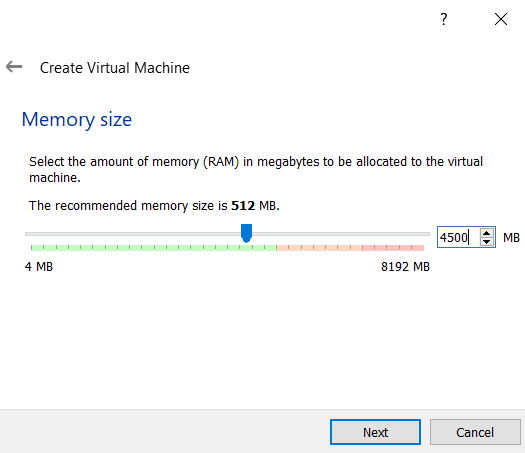 ?
Create Virtual Machine
Memory size
Select the amount of memory (RAM) in megabytes to be allocated to the virtual
machine.
The recommended memory size is 512 MB.
4500 MB
4 MB 8192 MB
Next Cancel